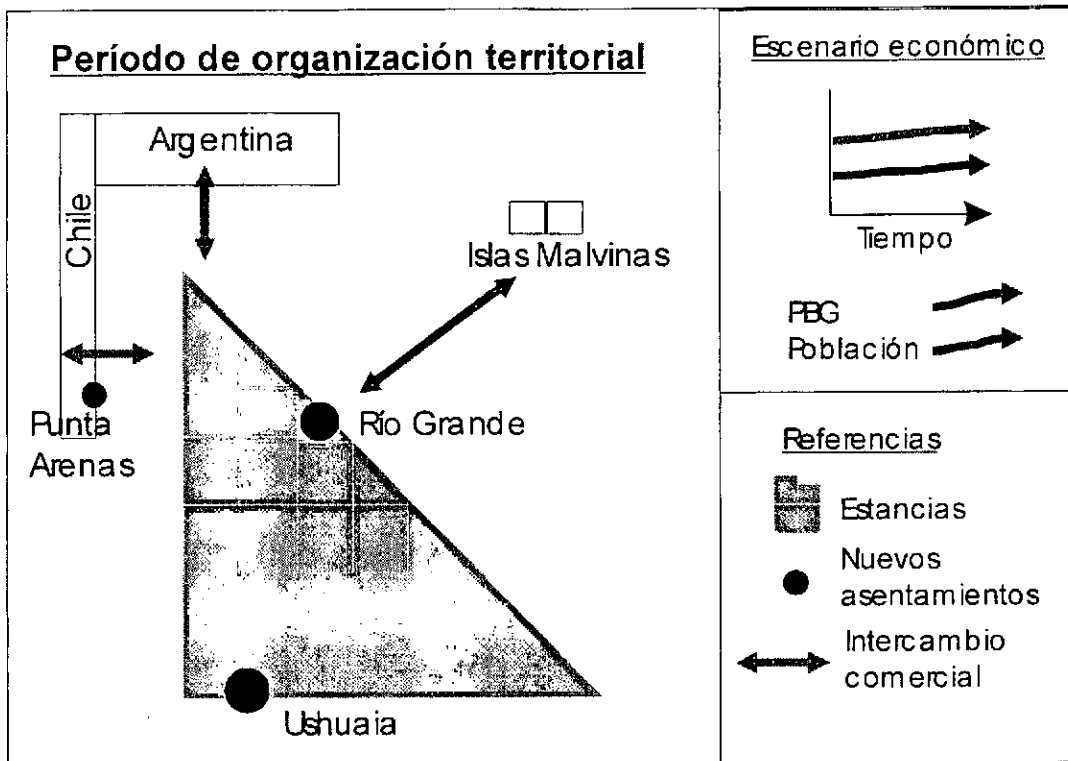 Período de organización territorial
Argentina
Chile
Islas Malvinas
Punta
Arenas
Río Grande
Ushuaia
Escenario económico
Tiempo
PBG
Población
Referencias
Estancias
Nuevos
asentamientos
Intercambio
comercial